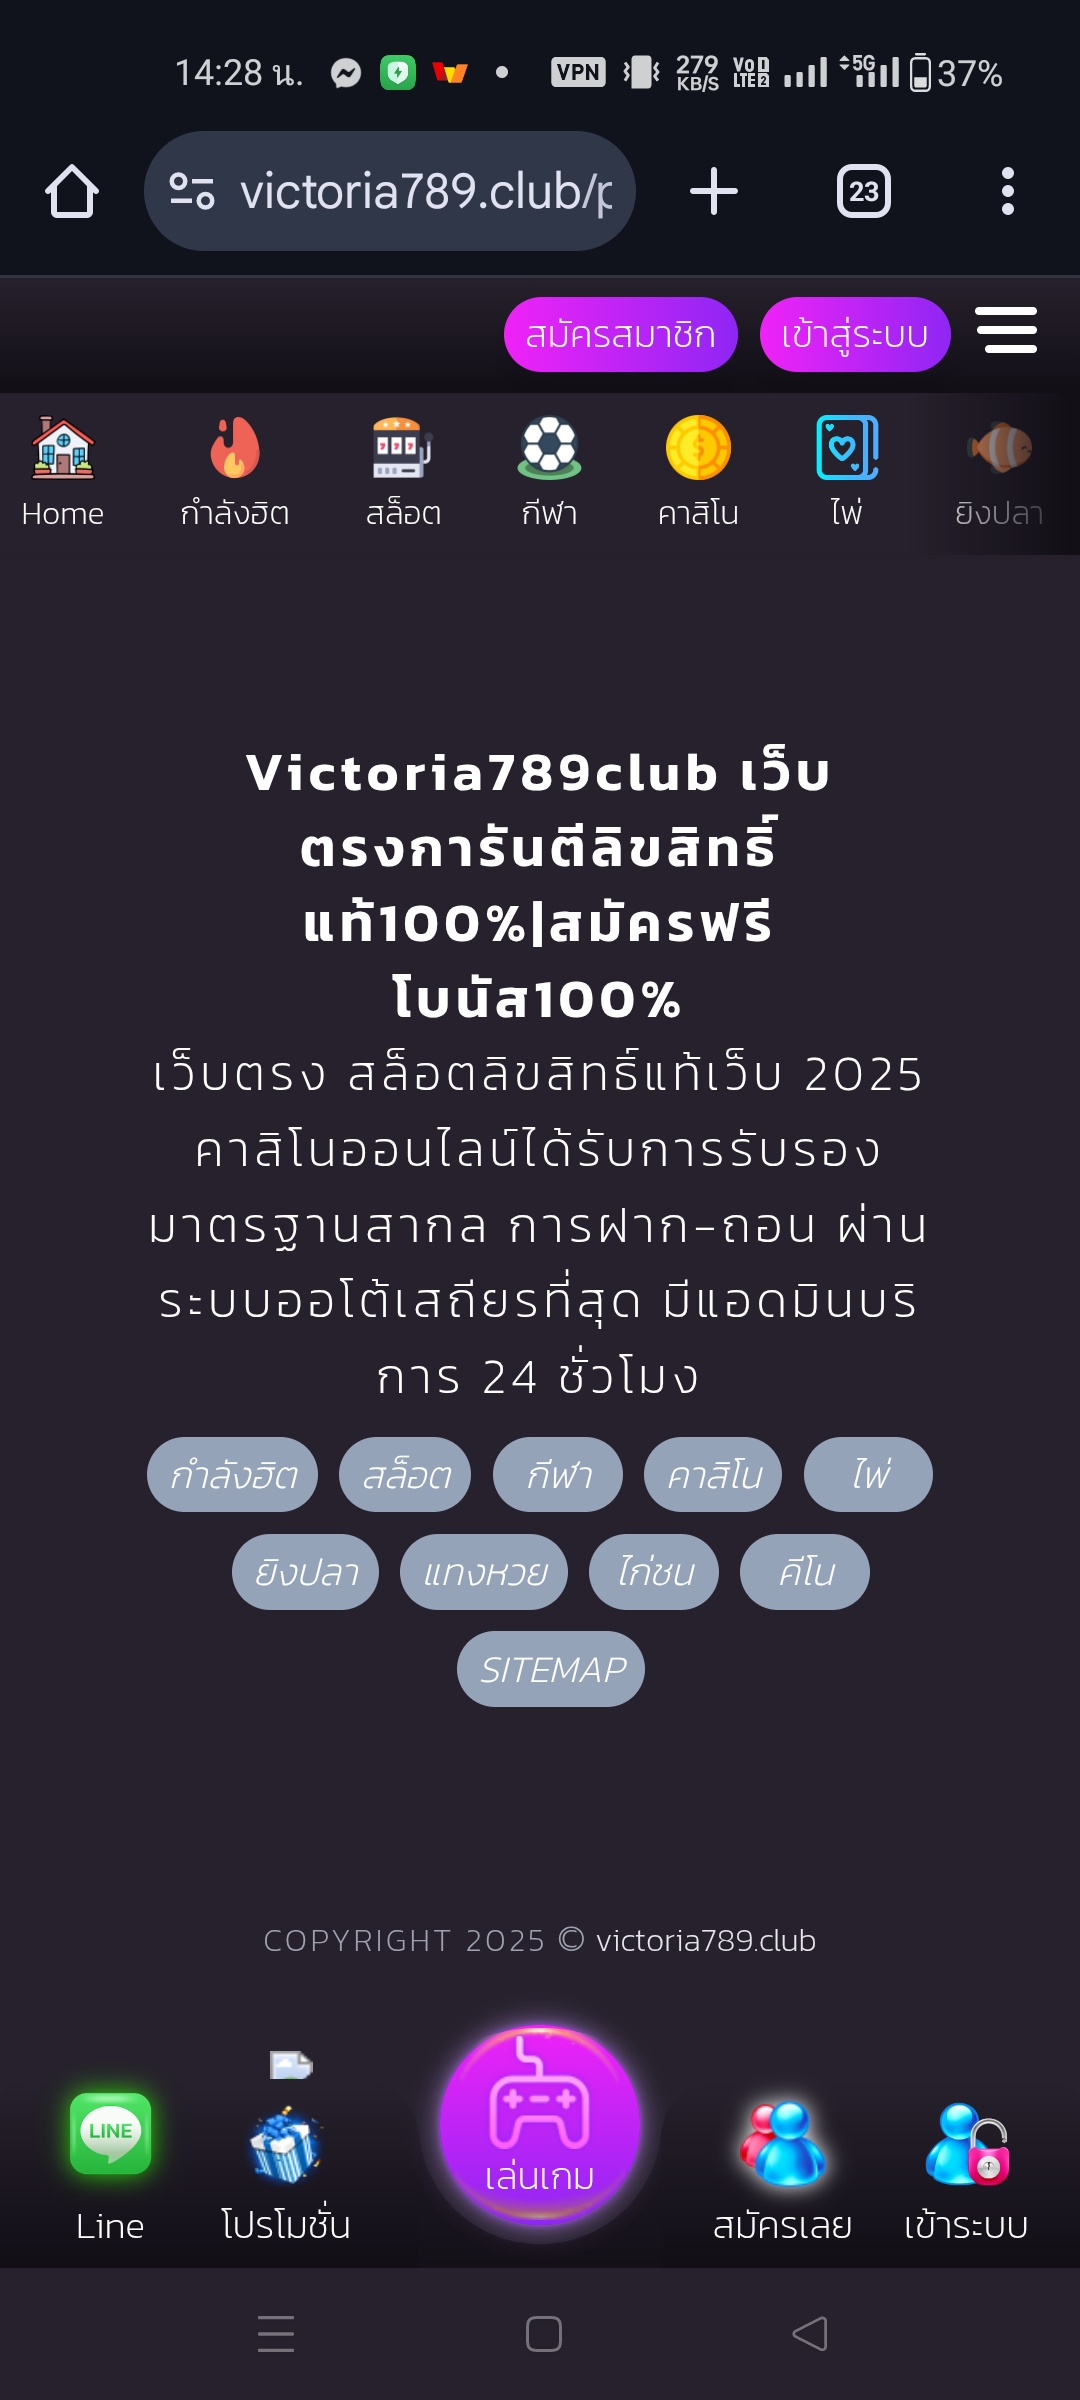 14:28 น.
VPN
279 KB/S
Vo 1 LTE 2
5G
37%
victoria789.club/p
23
สมัครสมาชิก เข้าสู่ระบบ
Home กำลังฮิต สล็อต กีฬา คาสิโน ไพ่ ยิงปลา
Victoria789club เว็บ
ตรงการันตีลิขสิทธิ์
แท้100%|สมัครฟรี
โบนัส100%
เว็บตรง สล็อตลิขสิทธิ์แท้เว็บ 2025
คาสิโนออนไลน์ได้รับการรับรอง
มาตรฐานสากล การฝาก-ถอน ผ่าน
ระบบออโต้เสถียรที่สุด มีแอดมินบริ
การ 24 ชั่วโมง
กำลังฮิต สล็อต กีฬา คาสิโน ไพ่
ยิงปลา แทงหวย ไก่ชน คีโน
SITEMAP
COPYRIGHT 2025 © victoria789.club
LINE
เล่นเกม
Line โปรโมชั่น สมัครเลย เข้าระบบ